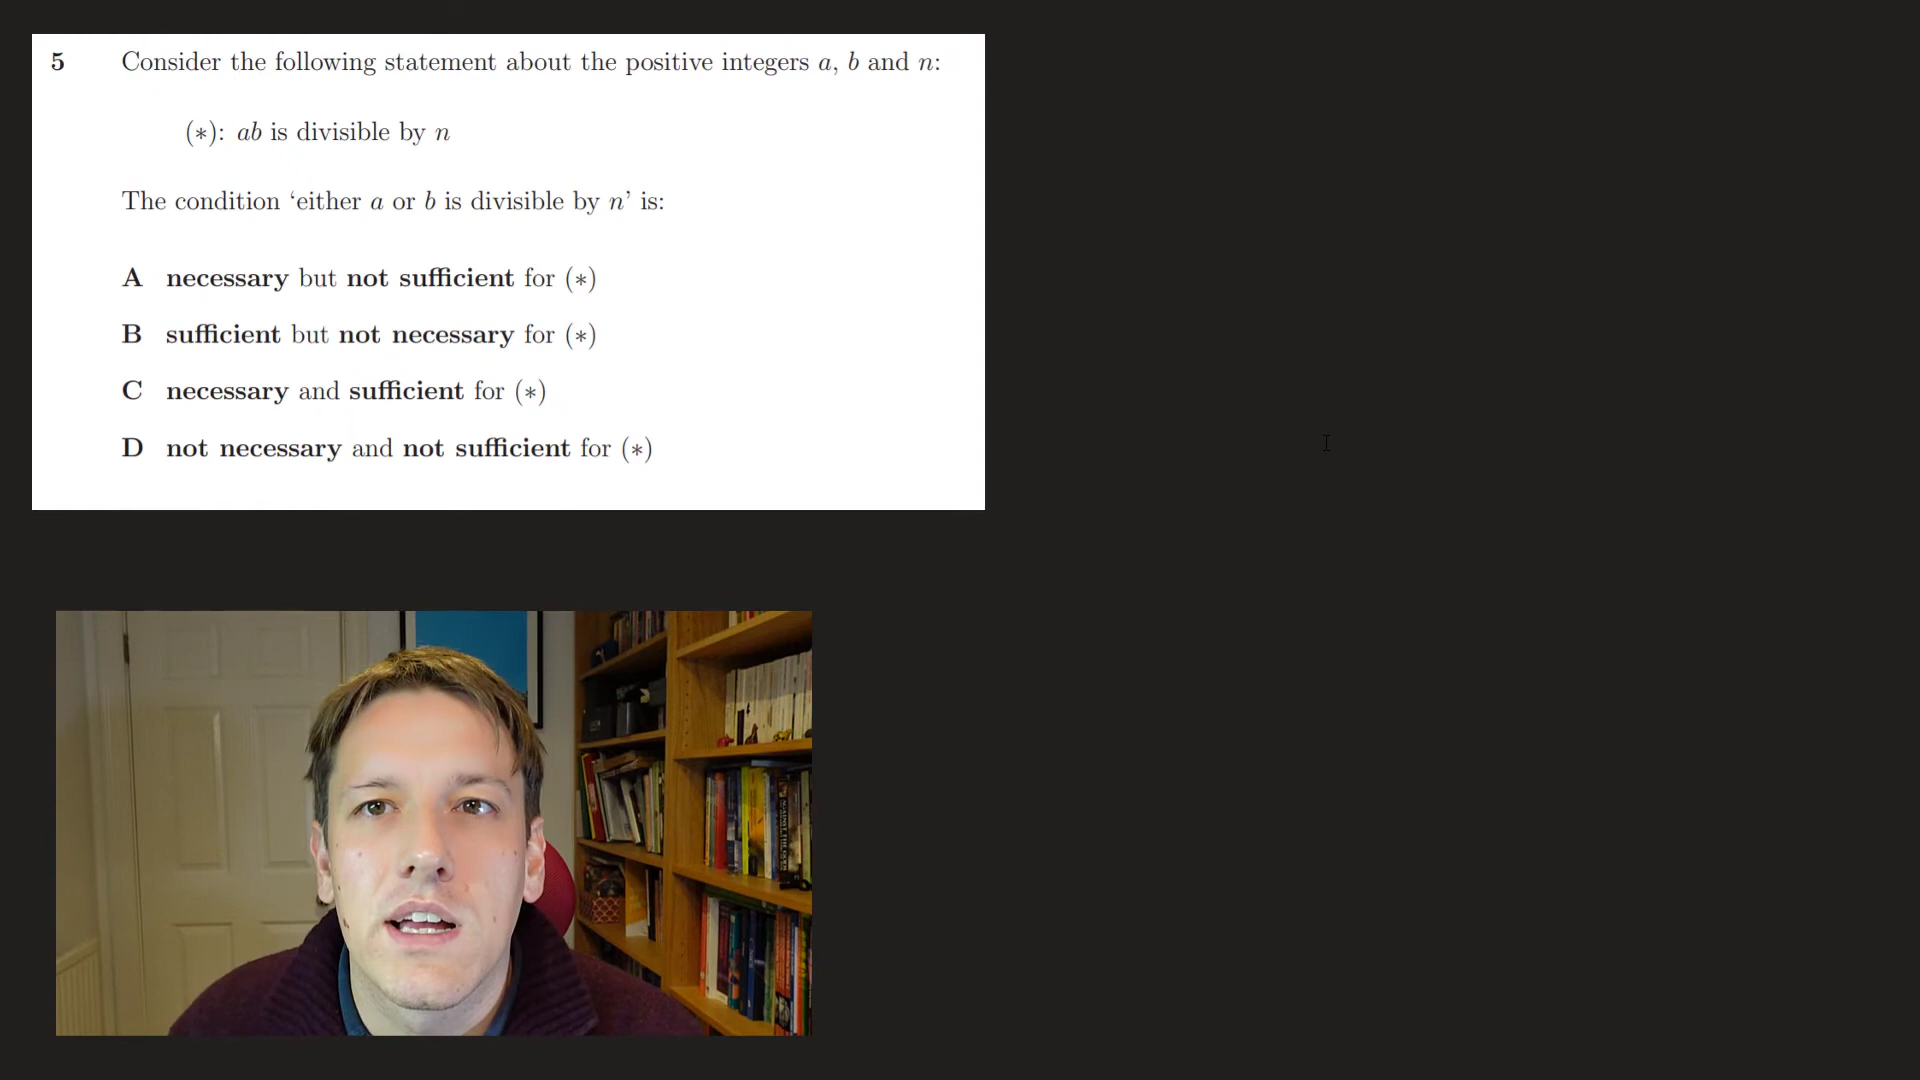 5 Consider the following statement about the positive integers a, b and n:
(∗): ab is divisible by n
The condition ‘either a or b is divisible by n’ is:
A necessary but not sufficient for (∗)
B sufficient but not necessary for (∗)
C necessary and sufficient for (∗)
D not necessary and not sufficient for (∗)